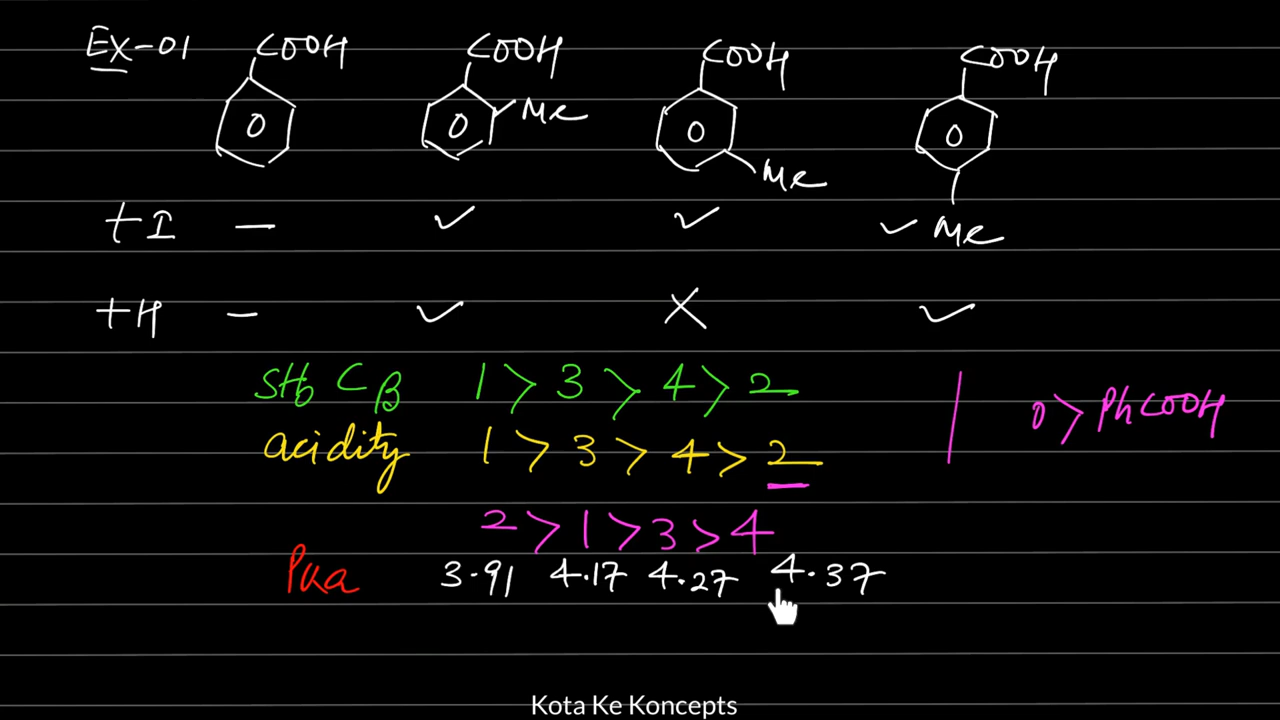 Ex-01 COOH COOH COOH COOH
Me
Me
+I – ✓ ✓ ✓ Me
+H – ✓ X ✓
Stb CB 1 > 3 > 4 > 2
O > PhCOOH
acidity 1 > 3 > 4 > 2
2 > 1 > 3 > 4
Pka 3.91 4.17 4.27 4.37
Kota Ke Koncepts